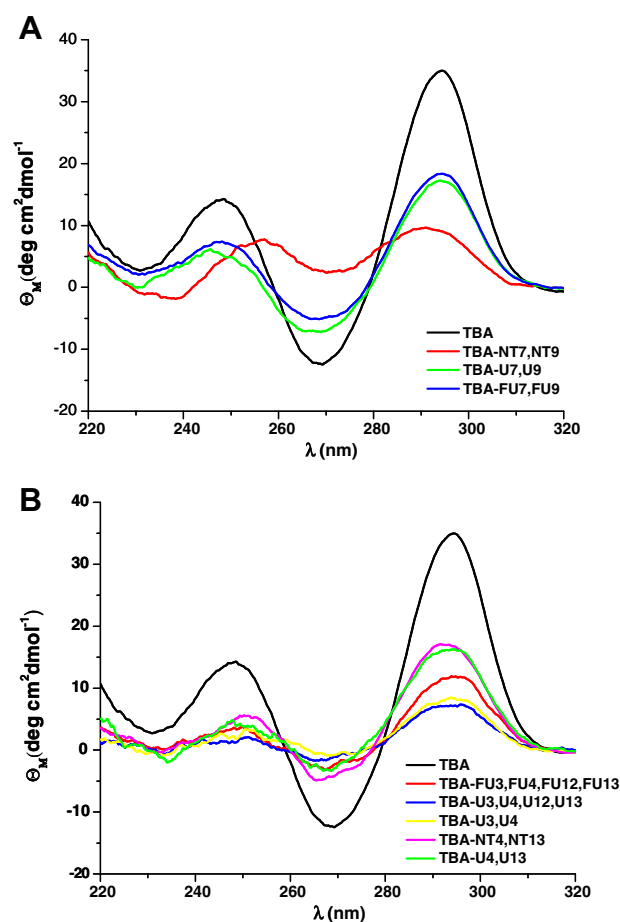 A
40
30
20
10
0
-10
-20
Θ_M(deg cm²dmol⁻¹
220 240 260 280 300 320
λ (nm)
TBA
TBA-NT7,NT9
TBA-U7,U9
TBA-FU7,FU9
B
40
30
20
10
0
-10
-20
Θ_M(deg cm²dmol⁻¹)
220 240 260 280 300 320
λ (nm)
TBA
TBA-FU3,FU4,FU12,FU13
TBA-U3,U4,U12,U13
TBA-U3,U4
TBA-NT4,NT13
TBA-U4,U13